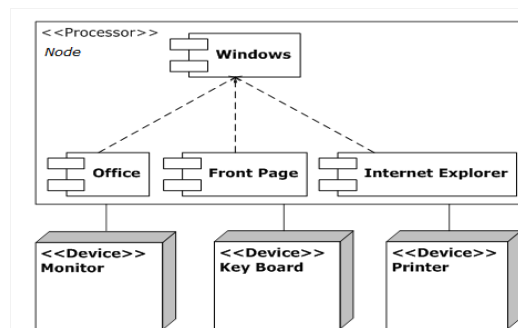 <<Processor>>
Node
Windows
Office
Front Page
Internet Explorer
<<Device>>
Monitor
<<Device>>
Key Board
<<Device>>
Printer